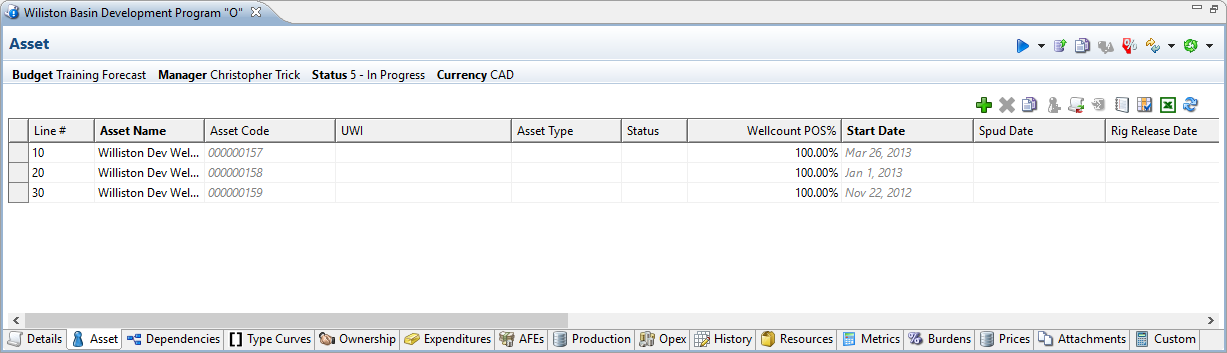 Wiliston Basin Development Program "O"
Asset
Budget Training Forecast Manager Christopher Trick Status 5 - In Progress Currency CAD
Line # Asset Name Asset Code UWI Asset Type Status Wellcount POS% Start Date Spud Date Rig Release Date
10 Williston Dev Wel... 000000157 100.00% Mar 26, 2013
20 Williston Dev Wel... 000000158 100.00% Jan 1, 2013
30 Williston Dev Wel... 000000159 100.00% Nov 22, 2012
Details Asset Dependencies Type Curves Ownership Expenditures AFEs Production Opex History Resources Metrics Burdens Prices Attachments Custom